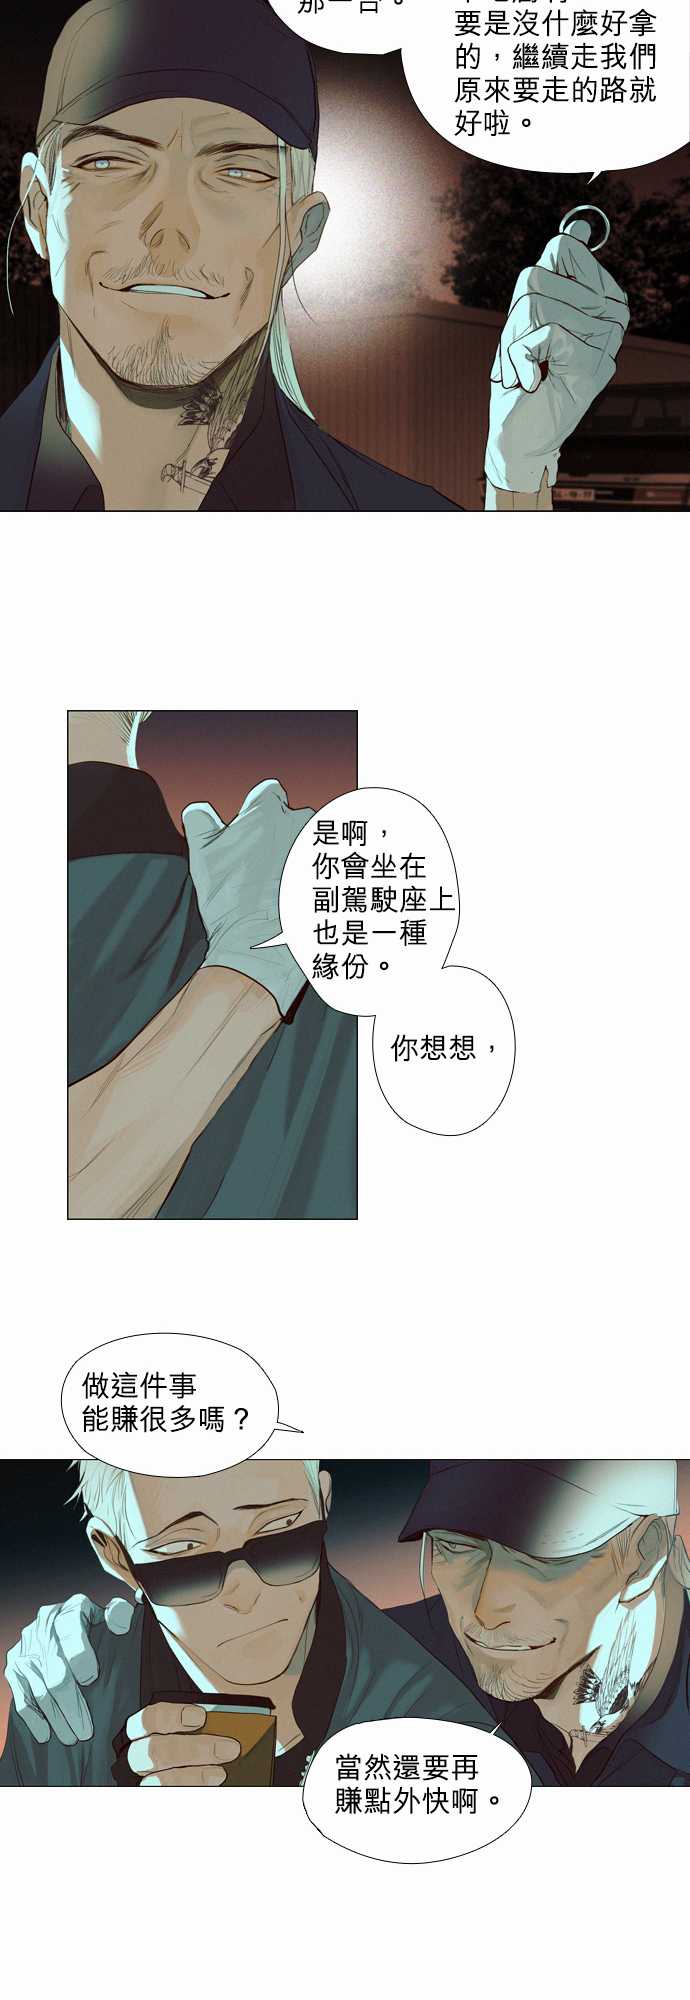 那一台。
要是沒什麼好拿
的，繼續走我們
原來要走的路就
好啦。
是啊，
你會坐在
副駕駛座上
也是一種
緣份。
你想想，
做這件事
能賺很多嗎？
當然還要再
賺點外快啊。